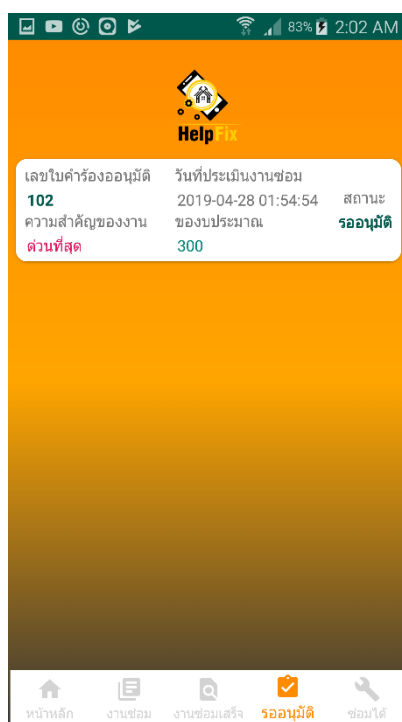 83% 2:02 AM
HelpFix
เลขใบคำร้องออนุมัติ วันที่ประเมินงานซ่อม
102 2019-04-28 01:54:54 สถานะ
ความสำคัญของงาน ของบประมาณ รออนุมัติ
ด่วนที่สุด 300
หน้าหลัก งานซ่อม งานซ่อมเสร็จ รออนุมัติ ซ่อมได้